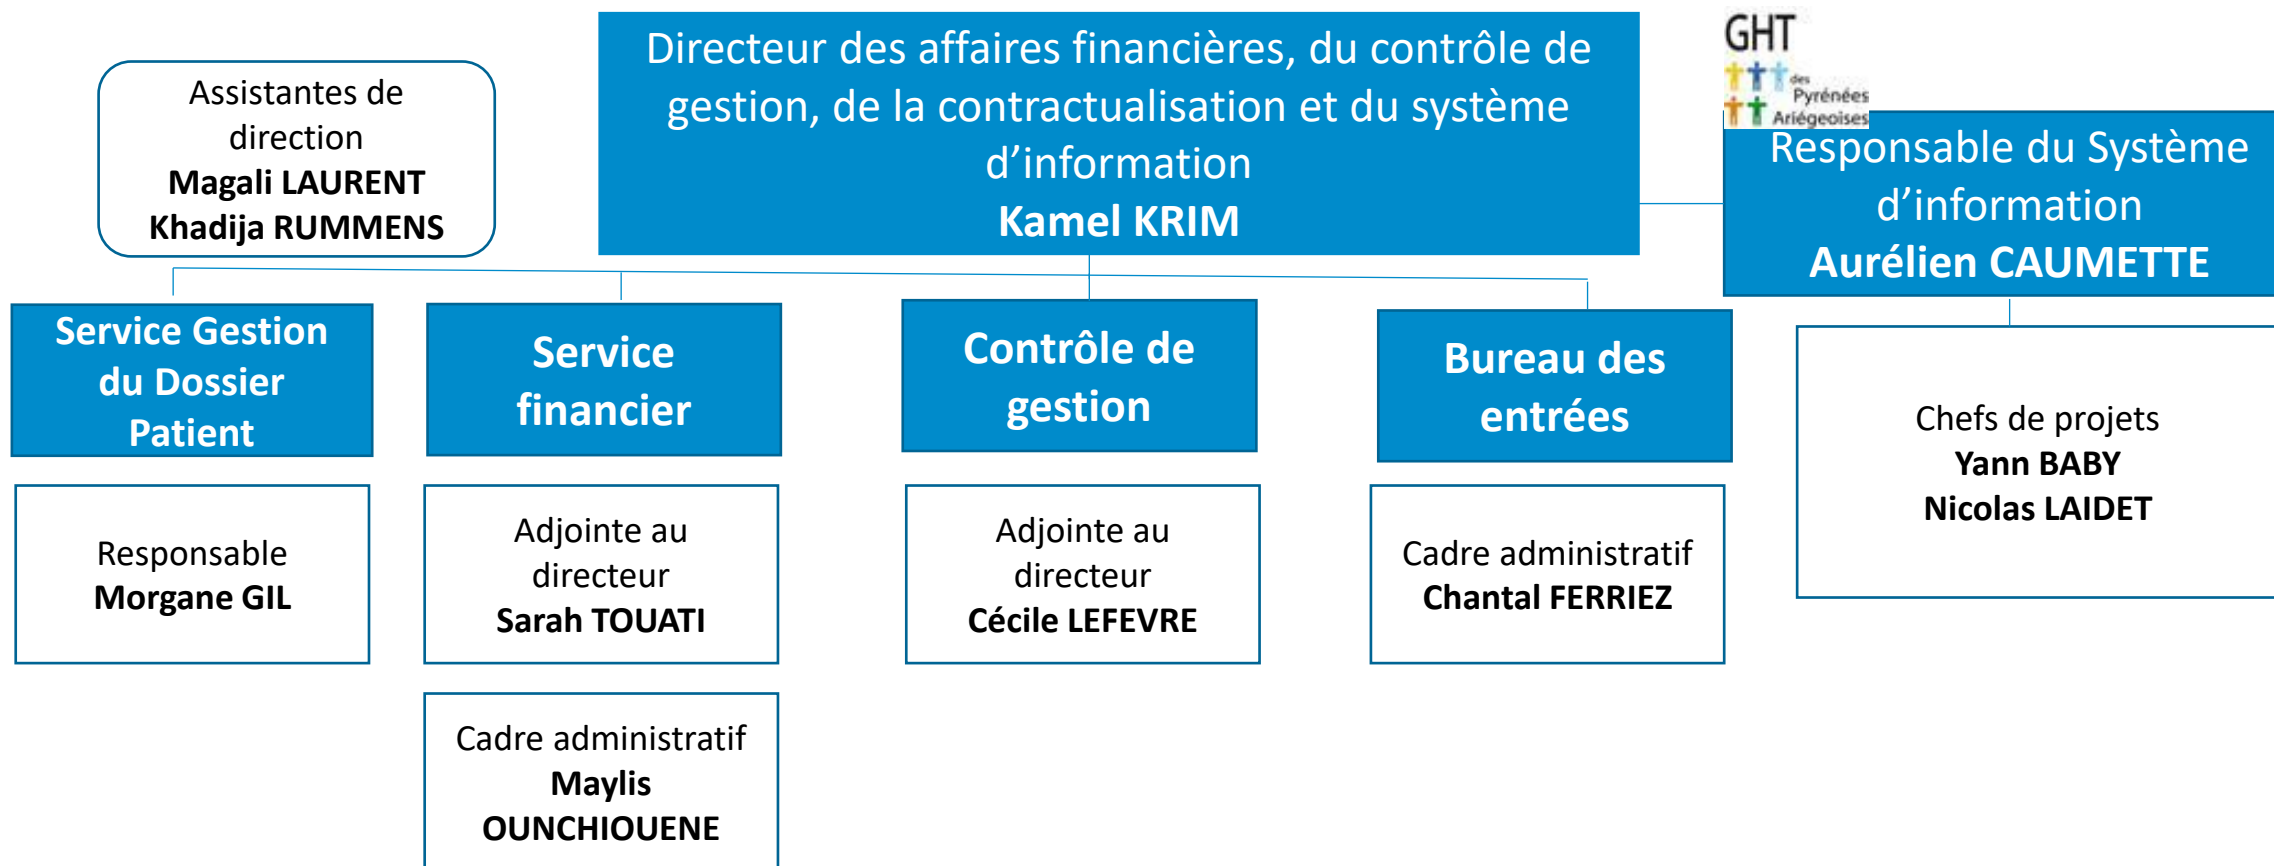 Assistantes de
direction
Magali LAURENT
Khadija RUMMENS
Directeur des affaires financières, du contrôle de
gestion, de la contractualisation et du système
d’information
Kamel KRIM
GHT
des
Pyrénées
Ariégeoises
Responsable du Système
d’information
Aurélien CAUMETTE
Service Gestion
du Dossier
Patient
Service
financier
Contrôle de
gestion
Bureau des
entrées
Chefs de projets
Yann BABY
Nicolas LAIDET
Responsable
Morgane GIL
Adjointe au
directeur
Sarah TOUATI
Adjointe au
directeur
Cécile LEFEVRE
Cadre administratif
Chantal FERRIEZ
Cadre administratif
Maylis
OUNCHIOUENE